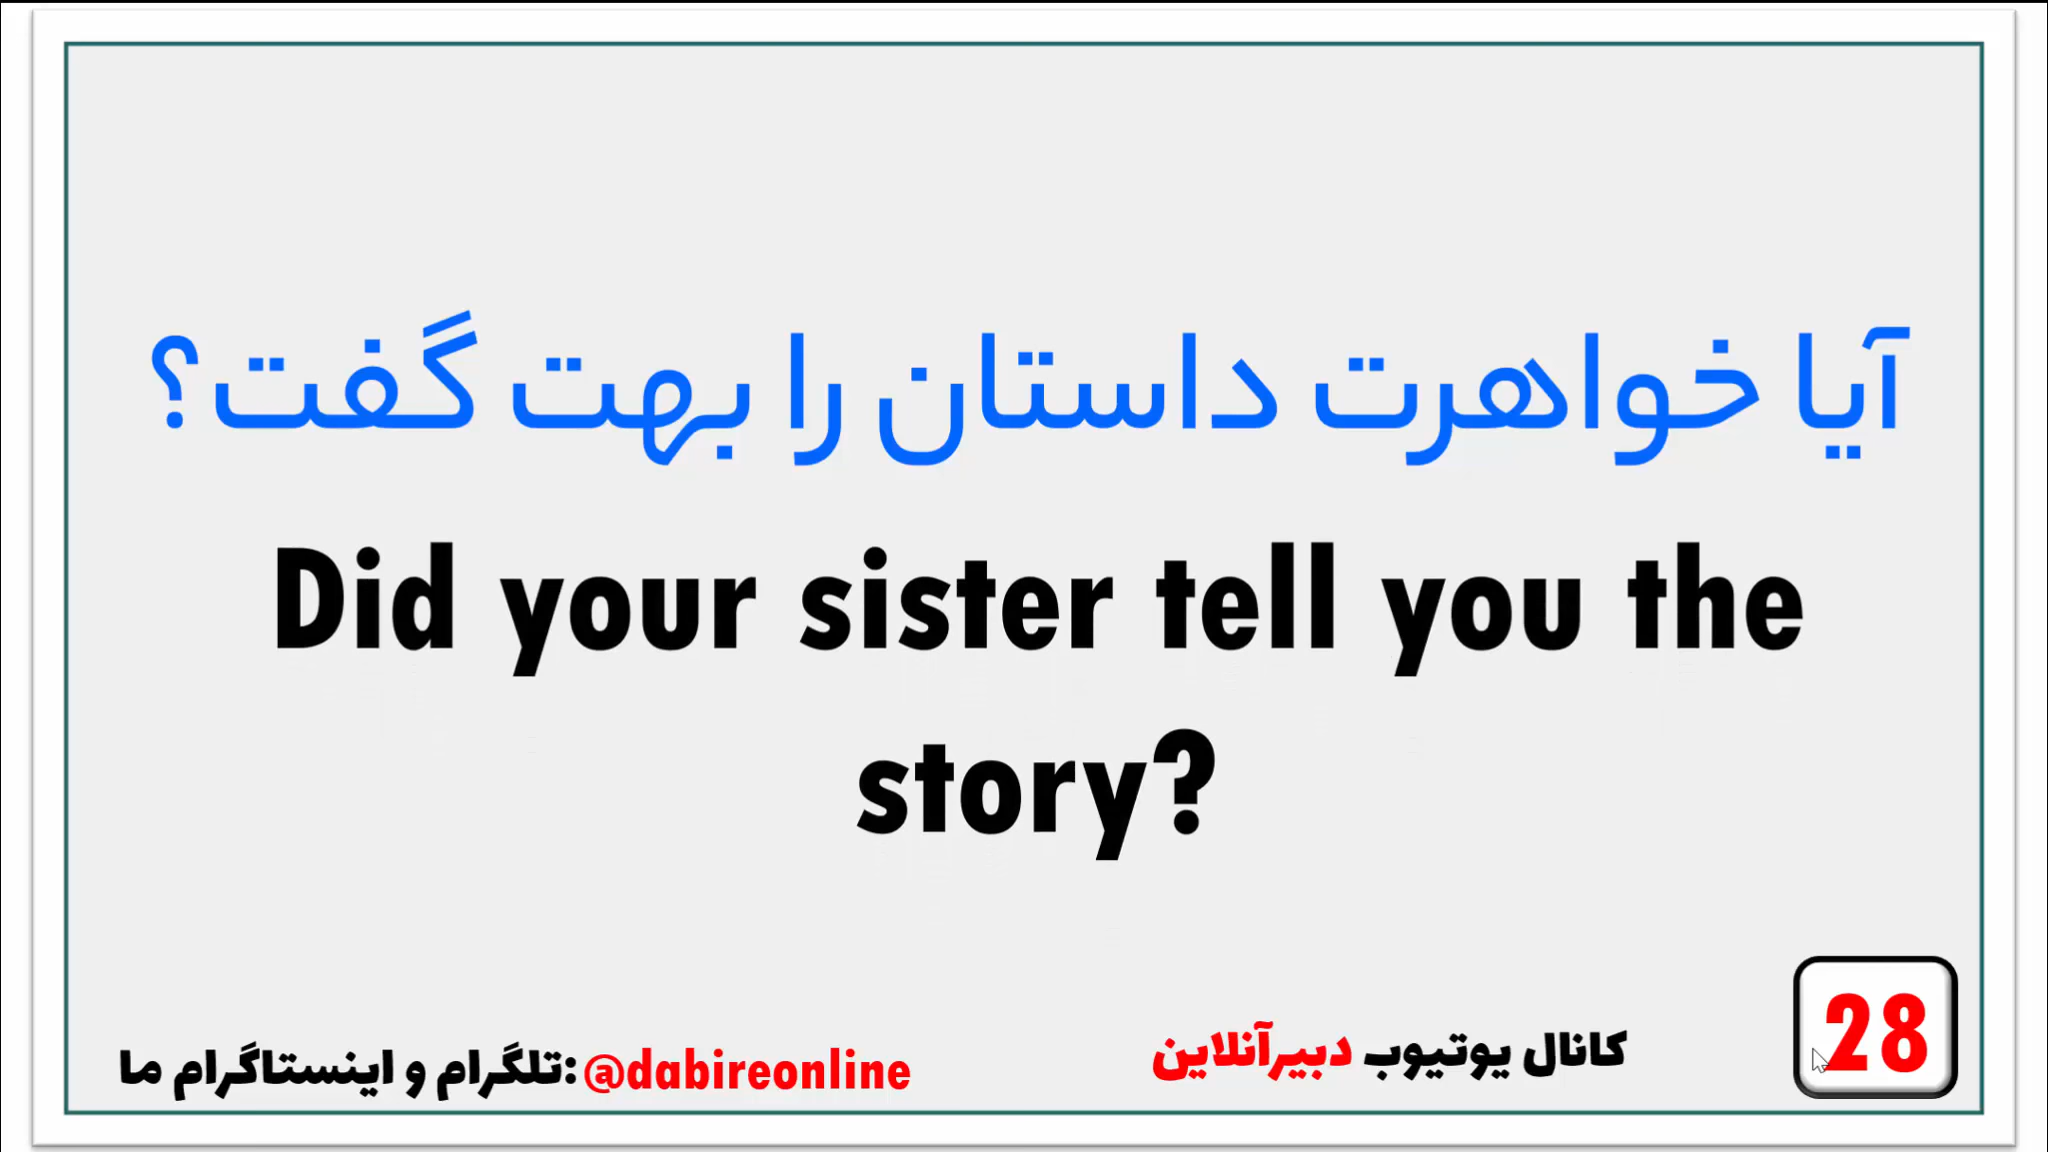 آیا خواهرت داستان را بهت گفت؟
Did your sister tell you the
story?
کانال یوتیوب دبیرآنلاین
تلگرام و اینستاگرام ما: @dabireonline
28